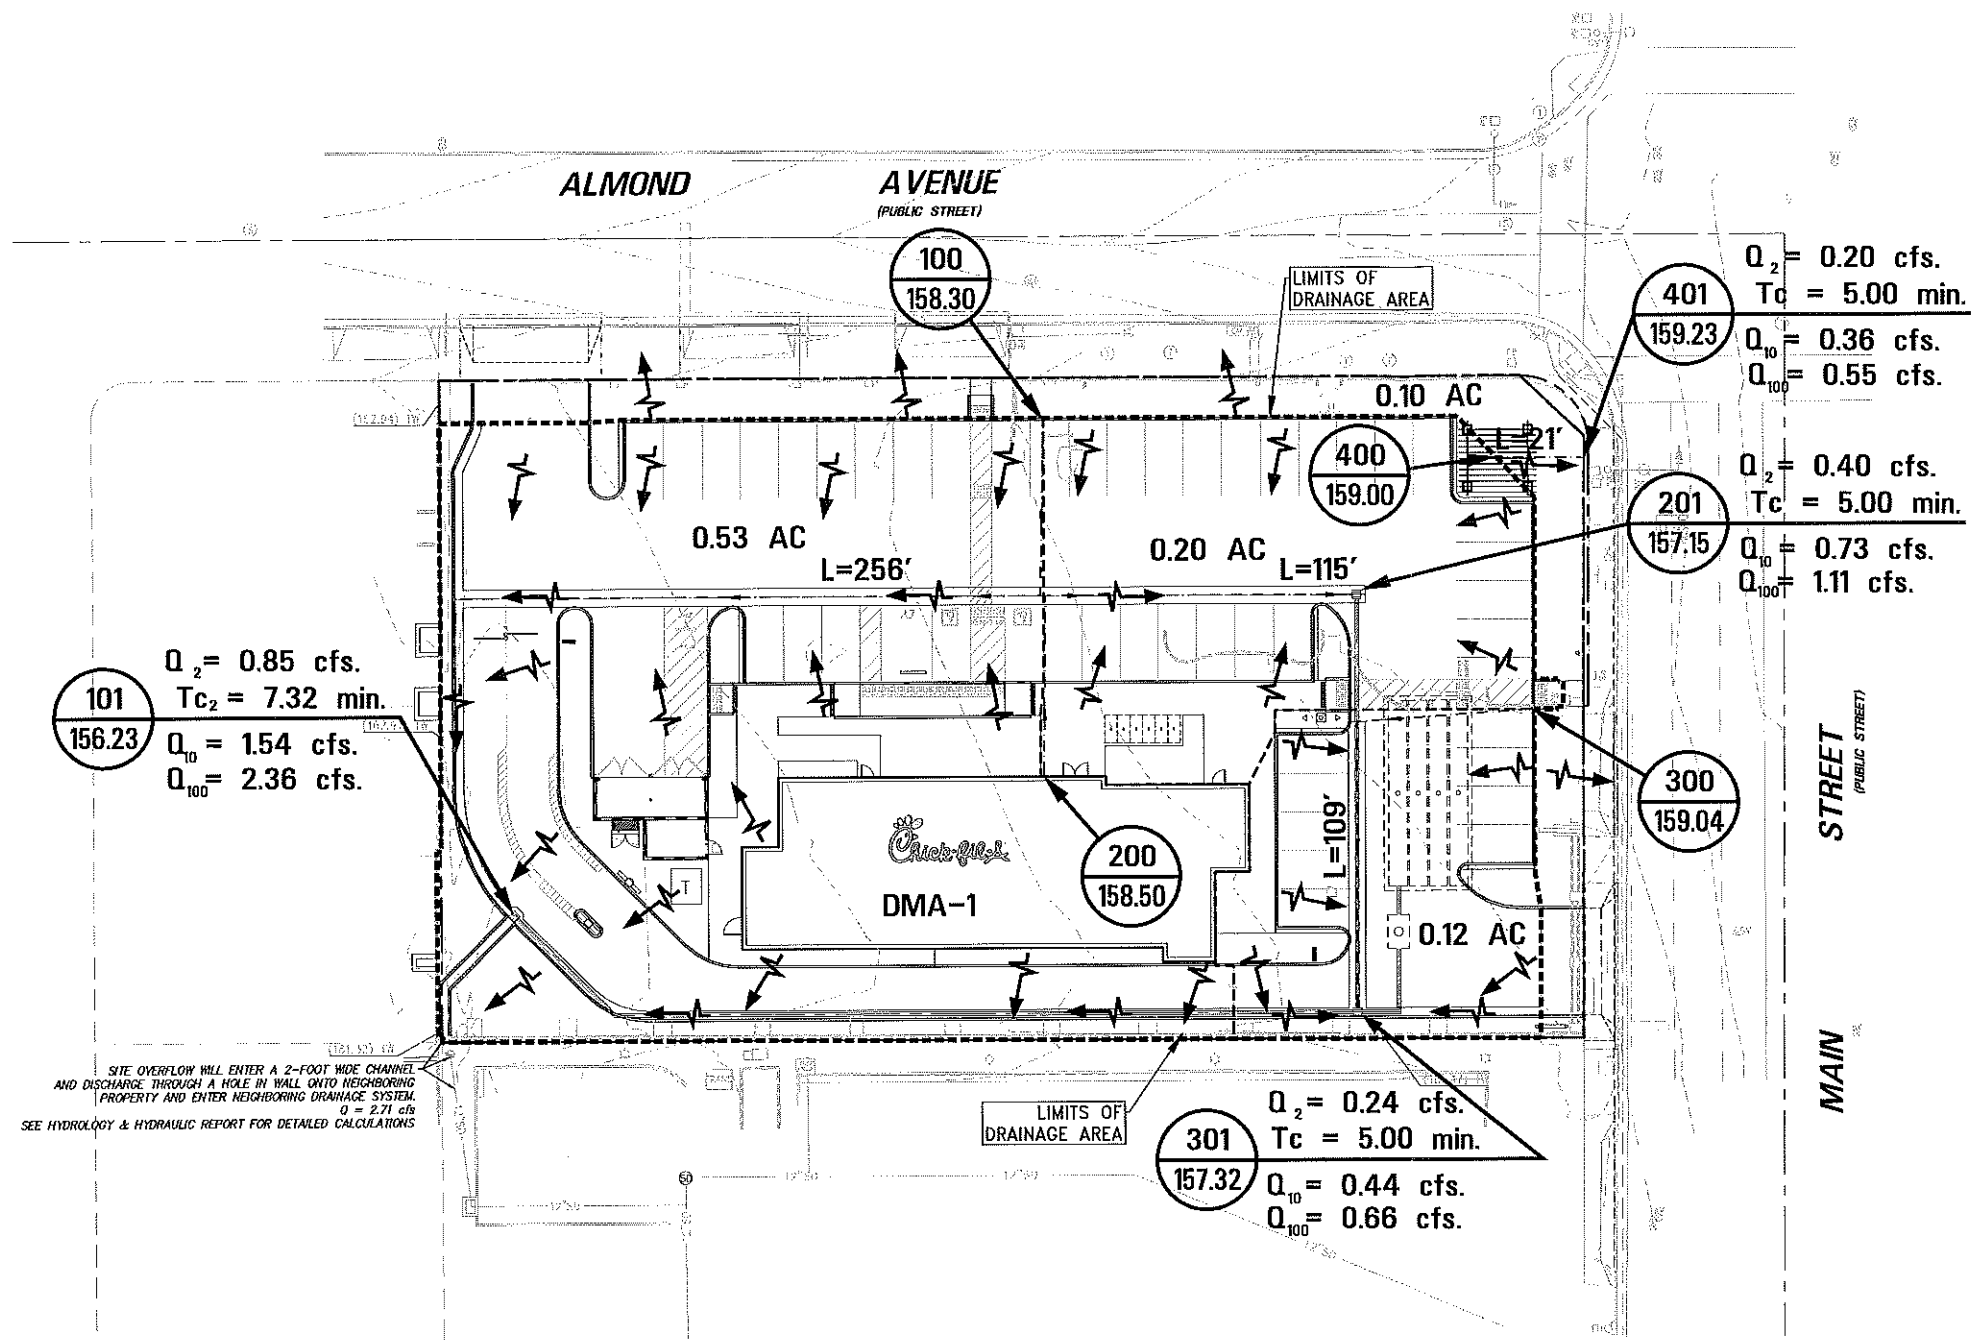 ALMOND AVENUE
(PUBLIC STREET)
100
158.30
LIMITS OF
DRAINAGE AREA
401
159.23
Q2= 0.20 cfs.
Tc = 5.00 min.
Q10= 0.36 cfs.
Q100= 0.55 cfs.
0.10 AC
400
159.00
L=21'
201
157.15
Q2= 0.40 cfs.
Tc = 5.00 min.
Q10= 0.73 cfs.
Q100= 1.11 cfs.
0.53 AC
L=256'
0.20 AC
L=115'
101
156.23
Q2= 0.85 cfs.
Tc2= 7.32 min.
Q10= 1.54 cfs.
Q100= 2.36 cfs.
300
159.04
MAIN STREET
(PUBLIC STREET)
L=109'
Chick-fil-A
DMA-1
T
200
158.50
0.12 AC
SITE OVERFLOW WILL ENTER A 2-FOOT WIDE CHANNEL
AND DISCHARGE THROUGH A HOLE IN WALL ONTO NEIGHBORING
PROPERTY AND ENTER NEIGHBORING DRAINAGE SYSTEM.
Q = 2.71 cfs
SEE HYDROLOGY & HYDRAULIC REPORT FOR DETAILED CALCULATIONS
LIMITS OF
DRAINAGE AREA
301
157.32
Q2= 0.24 cfs.
Tc = 5.00 min.
Q10= 0.44 cfs.
Q100= 0.66 cfs.